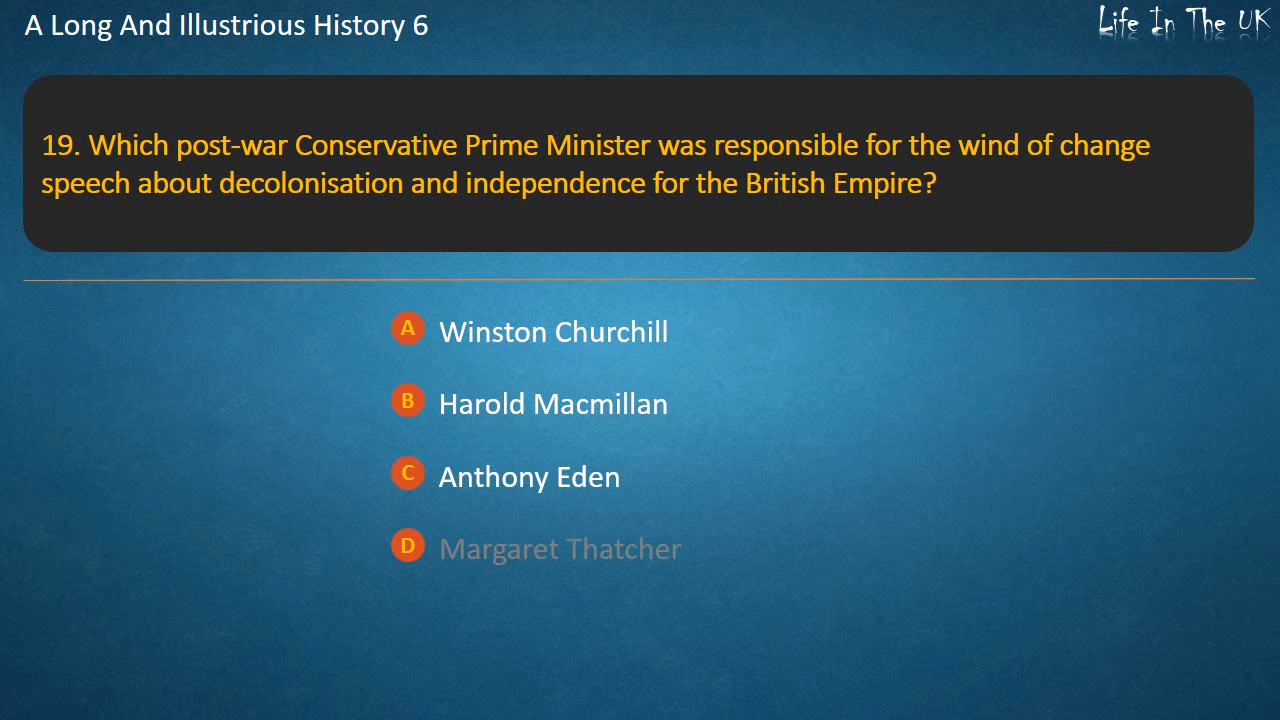 A Long And Illustrious History 6
Life In The UK
19. Which post-war Conservative Prime Minister was responsible for the wind of change
speech about decolonisation and independence for the British Empire?
A Winston Churchill
B Harold Macmillan
C Anthony Eden
D Margaret Thatcher